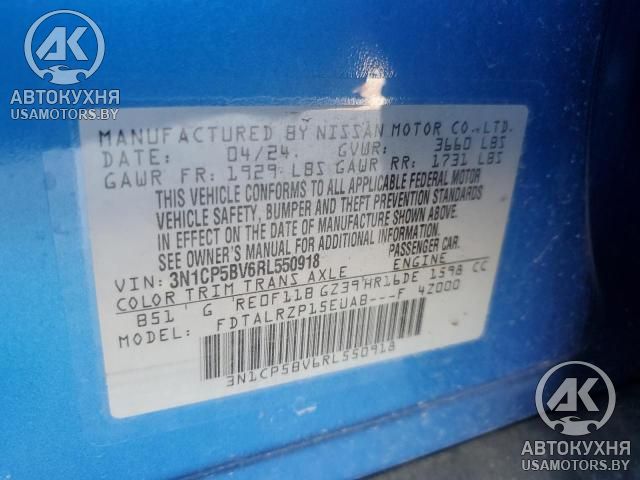 AK
АВТОКУХНЯ
USAMOTORS.BY
MANUFACTURED BY NISSAN MOTOR CO.,LTD.
DATE: 04/24. GVWR: 3660 LBS
GAWR FR: 1929 LBS GAWR RR: 1731 LBS
THIS VEHICLE CONFORMS TO ALL APPLICABLE FEDERAL MOTOR
VEHICLE SAFETY, BUMPER AND THEFT PREVENTION STANDARDS
IN EFFECT ON THE DATE OF MANUFACTURE SHOWN ABOVE.
SEE OWNER'S MANUAL FOR ADDITIONAL INFORMATION.
VIN: 3N1CP5BV6RL550918 PASSENGER CAR.
COLOR TRIM TRANS AXLE ENGINE
B51 G RE0F11B GZ39 HR16DE 1598 CC
MODEL: FDTALRZP15EUA8---F 42000
3N1CP5BV6RL550918
AK
АВТОКУХНЯ
USAMOTORS.BY